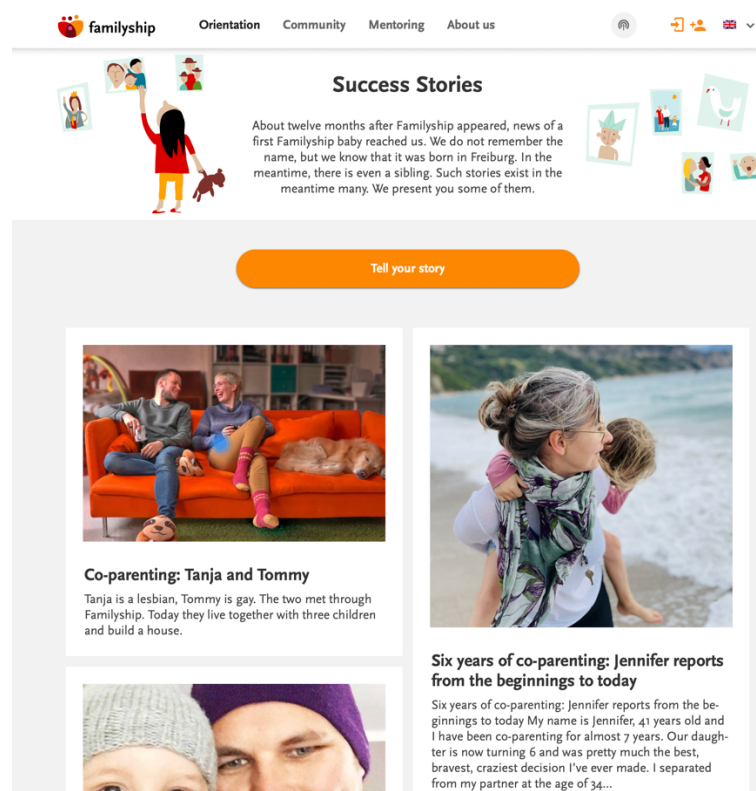 familyship
Orientation
Community
Mentoring
About us
Success Stories
About twelve months after Familyship appeared, news of a
first Familyship baby reached us. We do not remember the
name, but we know that it was born in Freiburg. In the
meantime, there is even a sibling. Such stories exist in the
meantime many. We present you some of them.
Tell your story
Co-parenting: Tanja and Tommy
Tanja is a lesbian, Tommy is gay. The two met through
Familyship. Today they live together with three children
and build a house.
Six years of co-parenting: Jennifer reports
from the beginnings to today
Six years of co-parenting: Jennifer reports from the be-
ginnings to today My name is Jennifer, 41 years old and
I have been co-parenting for almost 7 years. Our daugh-
ter is now turning 6 and was pretty much the best,
bravest, craziest decision I've ever made. I separated
from my partner at the age of 34...